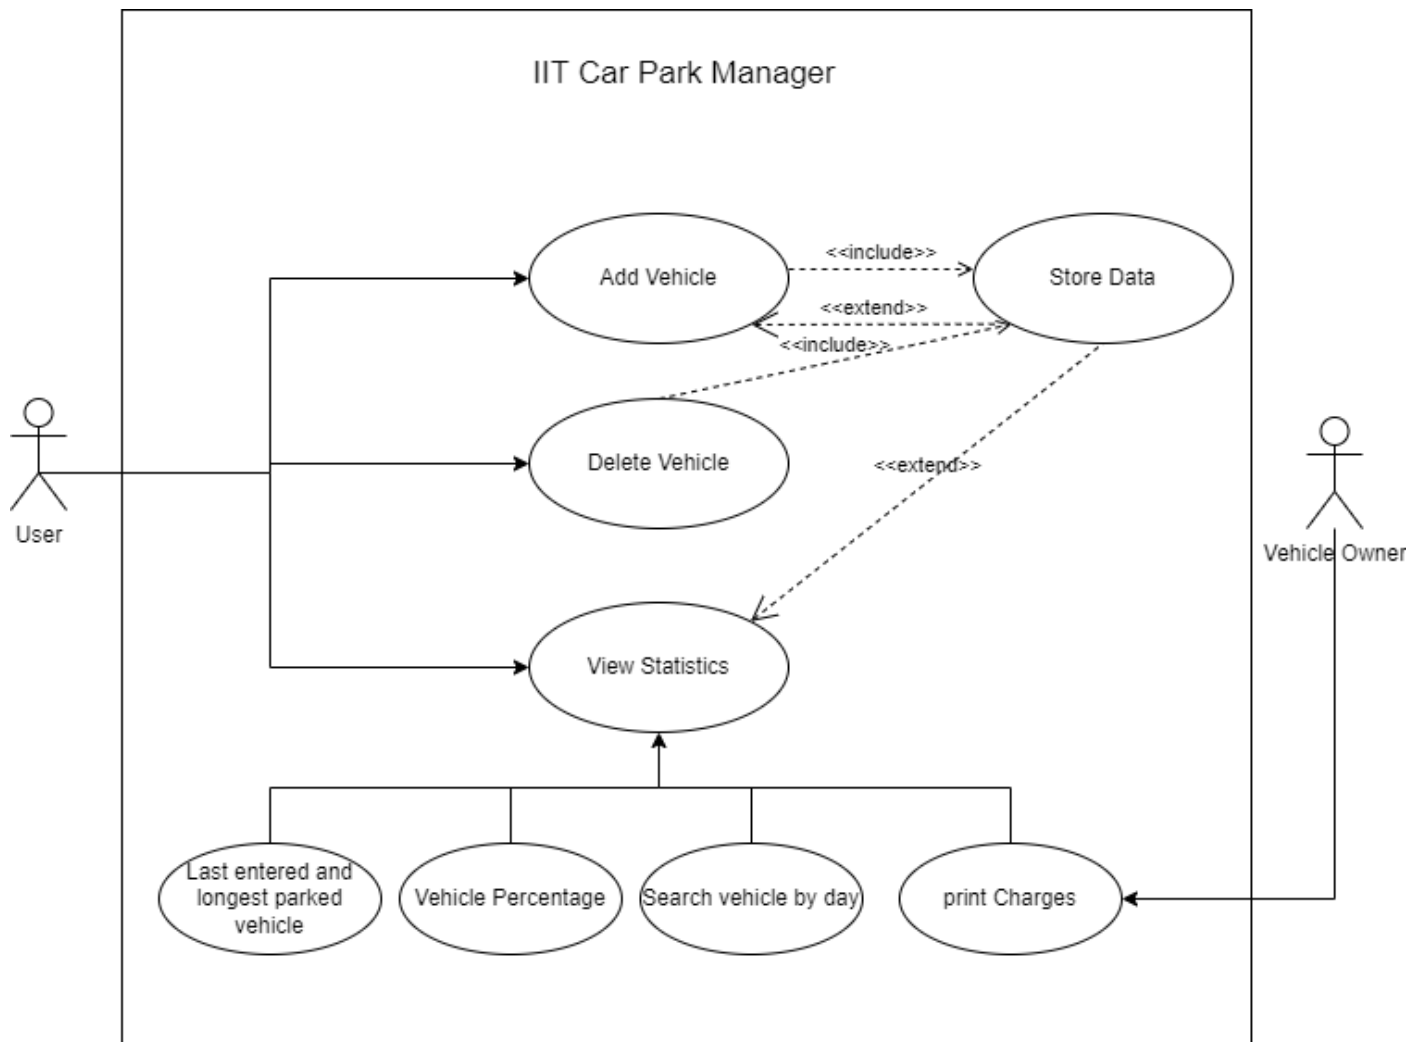 IIT Car Park Manager
<<include>>
Add Vehicle
Store Data
<<extend>>
<<include>>
Delete Vehicle
<<extend>>
User
Vehicle Owner
View Statistics
Last entered and
longest parked
vehicle
Vehicle Percentage
Search vehicle by day
print Charges